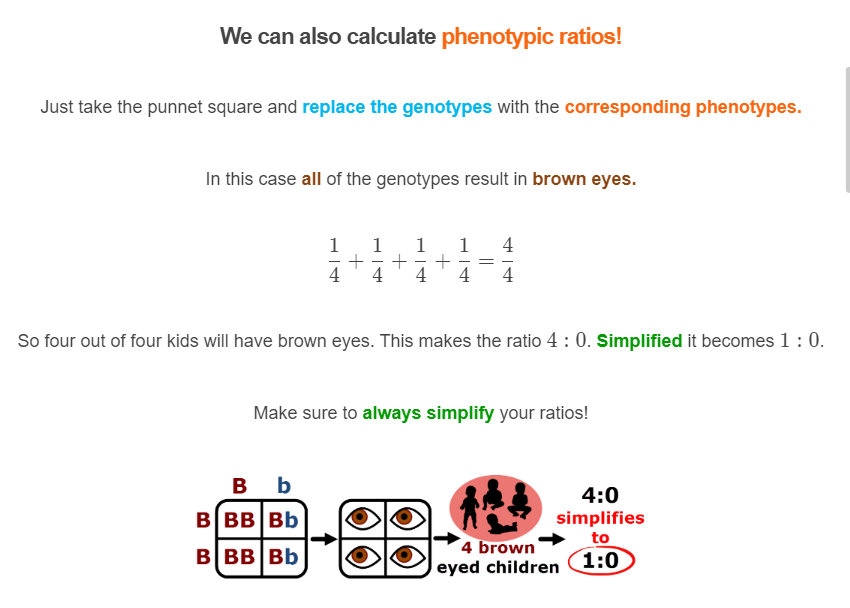 We can also calculate phenotypic ratios!
Just take the punnet square and replace the genotypes with the corresponding phenotypes.
In this case all of the genotypes result in brown eyes.
1/4 + 1/4 + 1/4 + 1/4 = 4/4
So four out of four kids will have brown eyes. This makes the ratio 4 : 0. Simplified it becomes 1 : 0.
Make sure to always simplify your ratios!
B b
B BB Bb
B BB Bb
4 brown
eyed children
4:0
simplifies
to
1:0